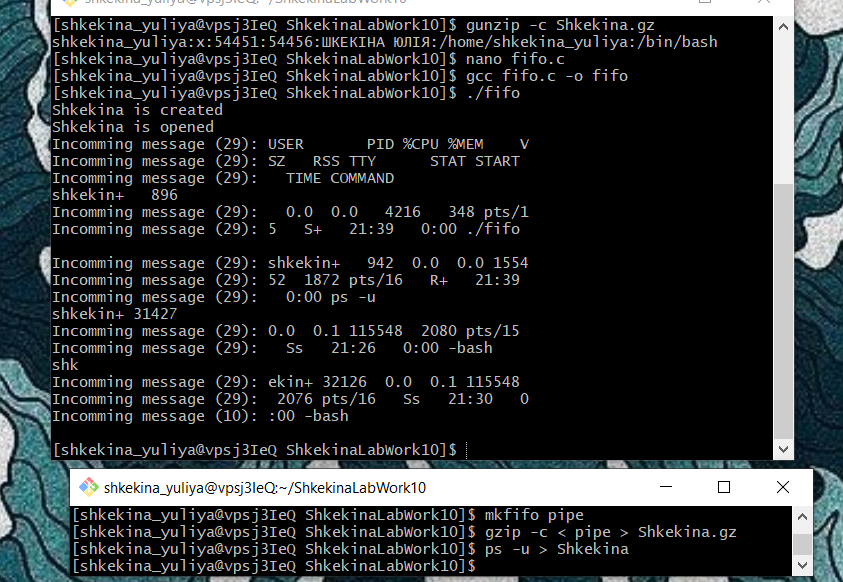 [shkekina_yuliya@vpsj3IeQ ShkekinaLabWork10]$ gunzip -c Shkekina.gz
shkekina_yuliya:x:54451:54456:ШКЕКІНА ЮЛІЯ:/home/shkekina_yuliya:/bin/bash
[shkekina_yuliya@vpsj3IeQ ShkekinaLabWork10]$ nano fifo.c
[shkekina_yuliya@vpsj3IeQ ShkekinaLabWork10]$ gcc fifo.c -o fifo
[shkekina_yuliya@vpsj3IeQ ShkekinaLabWork10]$ ./fifo
Shkekina is created
Shkekina is opened
Incomming message (29): USER       PID %CPU %MEM    V
Incomming message (29): SZ   RSS TTY      STAT START
Incomming message (29):   TIME COMMAND
shkekin+   896
Incomming message (29):   0.0  0.0   4216   348 pts/1
Incomming message (29): 5   S+   21:39   0:00 ./fifo
Incomming message (29): shkekin+   942  0.0  0.0 1554
Incomming message (29): 52  1872 pts/16   R+   21:39
Incomming message (29):   0:00 ps -u
shkekin+ 31427
Incomming message (29): 0.0  0.1 115548  2080 pts/15
Incomming message (29):   Ss   21:26   0:00 -bash
shk
Incomming message (29): ekin+ 32126  0.0  0.1 115548
Incomming message (29):  2076 pts/16   Ss   21:30   0
Incomming message (10): :00 -bash
[shkekina_yuliya@vpsj3IeQ ShkekinaLabWork10]$
shkekina_yuliya@vpsj3IeQ:~/ShkekinaLabWork10
[shkekina_yuliya@vpsj3IeQ ShkekinaLabWork10]$ mkfifo pipe
[shkekina_yuliya@vpsj3IeQ ShkekinaLabWork10]$ gzip -c < pipe > Shkekina.gz
[shkekina_yuliya@vpsj3IeQ ShkekinaLabWork10]$ ps -u > Shkekina
[shkekina_yuliya@vpsj3IeQ ShkekinaLabWork10]$